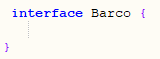 interface Barco {
}